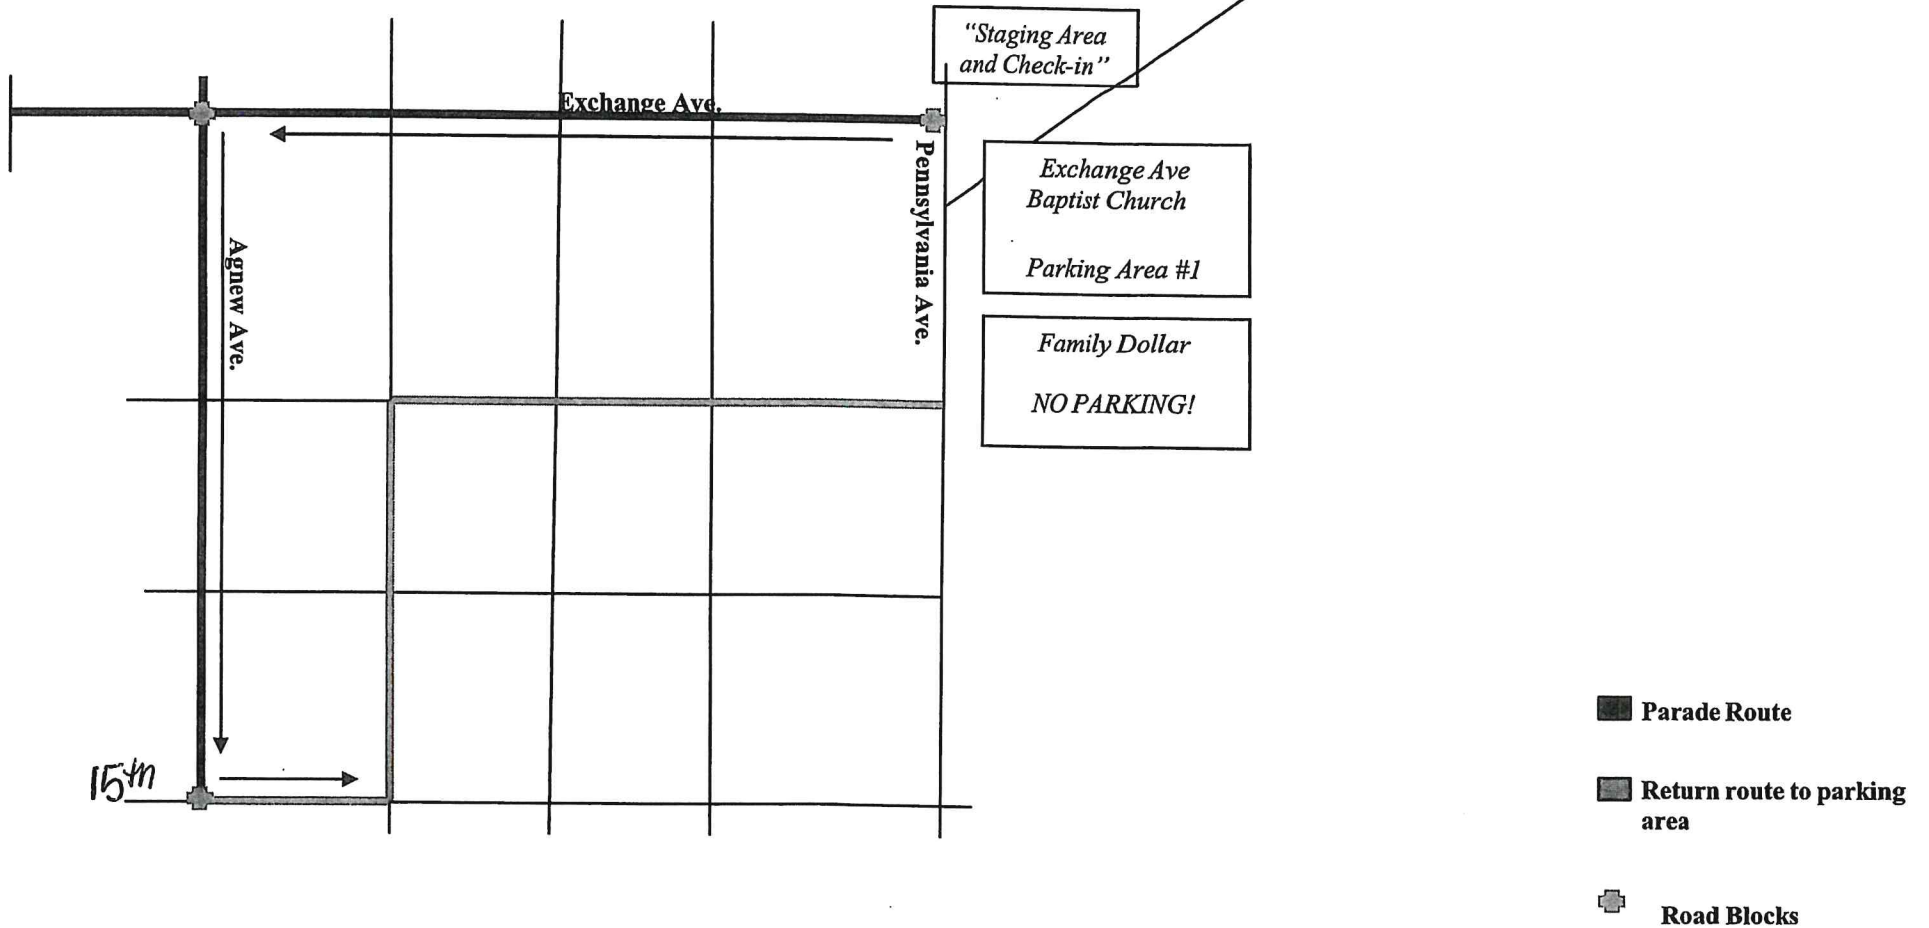 “Staging Area
and Check-in”
Exchange Ave.
Pennsylvania Ave.
Exchange Ave
Baptist Church
Parking Area #1
Agnew Ave.
Family Dollar
NO PARKING!
15th
Parade Route
Return route to parking
area
Road Blocks